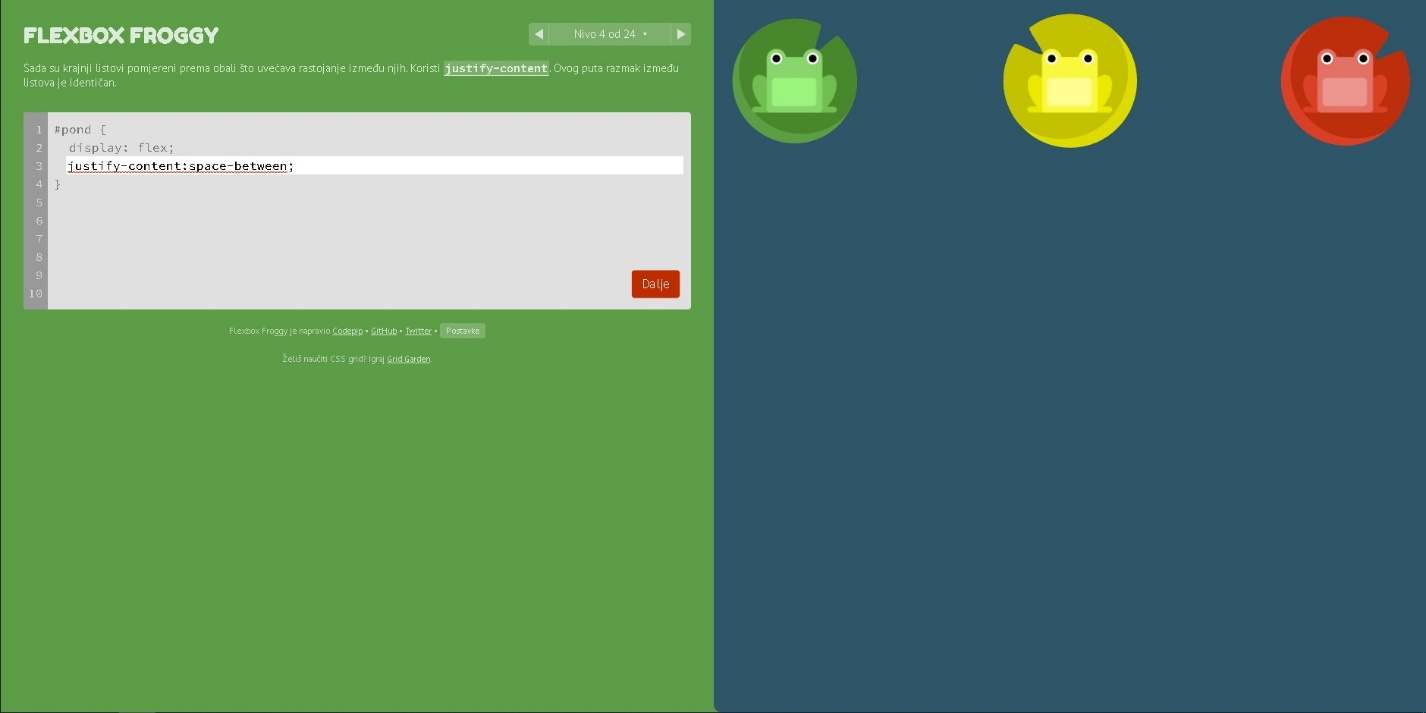 FLEXBOX FROGGY
Nivo 4 od 24
Sada su krajnji listovi pomjereni prema obali što uvećava rastojanje između njih. Koristi justify-content. Ovog puta razmak između
listova je identičan.
1 #pond {
2 display: flex;
3 justify-content:space-between;
4 }
5
6
7
8
9
10
Dalje
Flexbox Froggy je napravio Codepip • GitHub • Twitter • Postavke
Želiš naučiti CSS grid? Igraj Grid Garden.